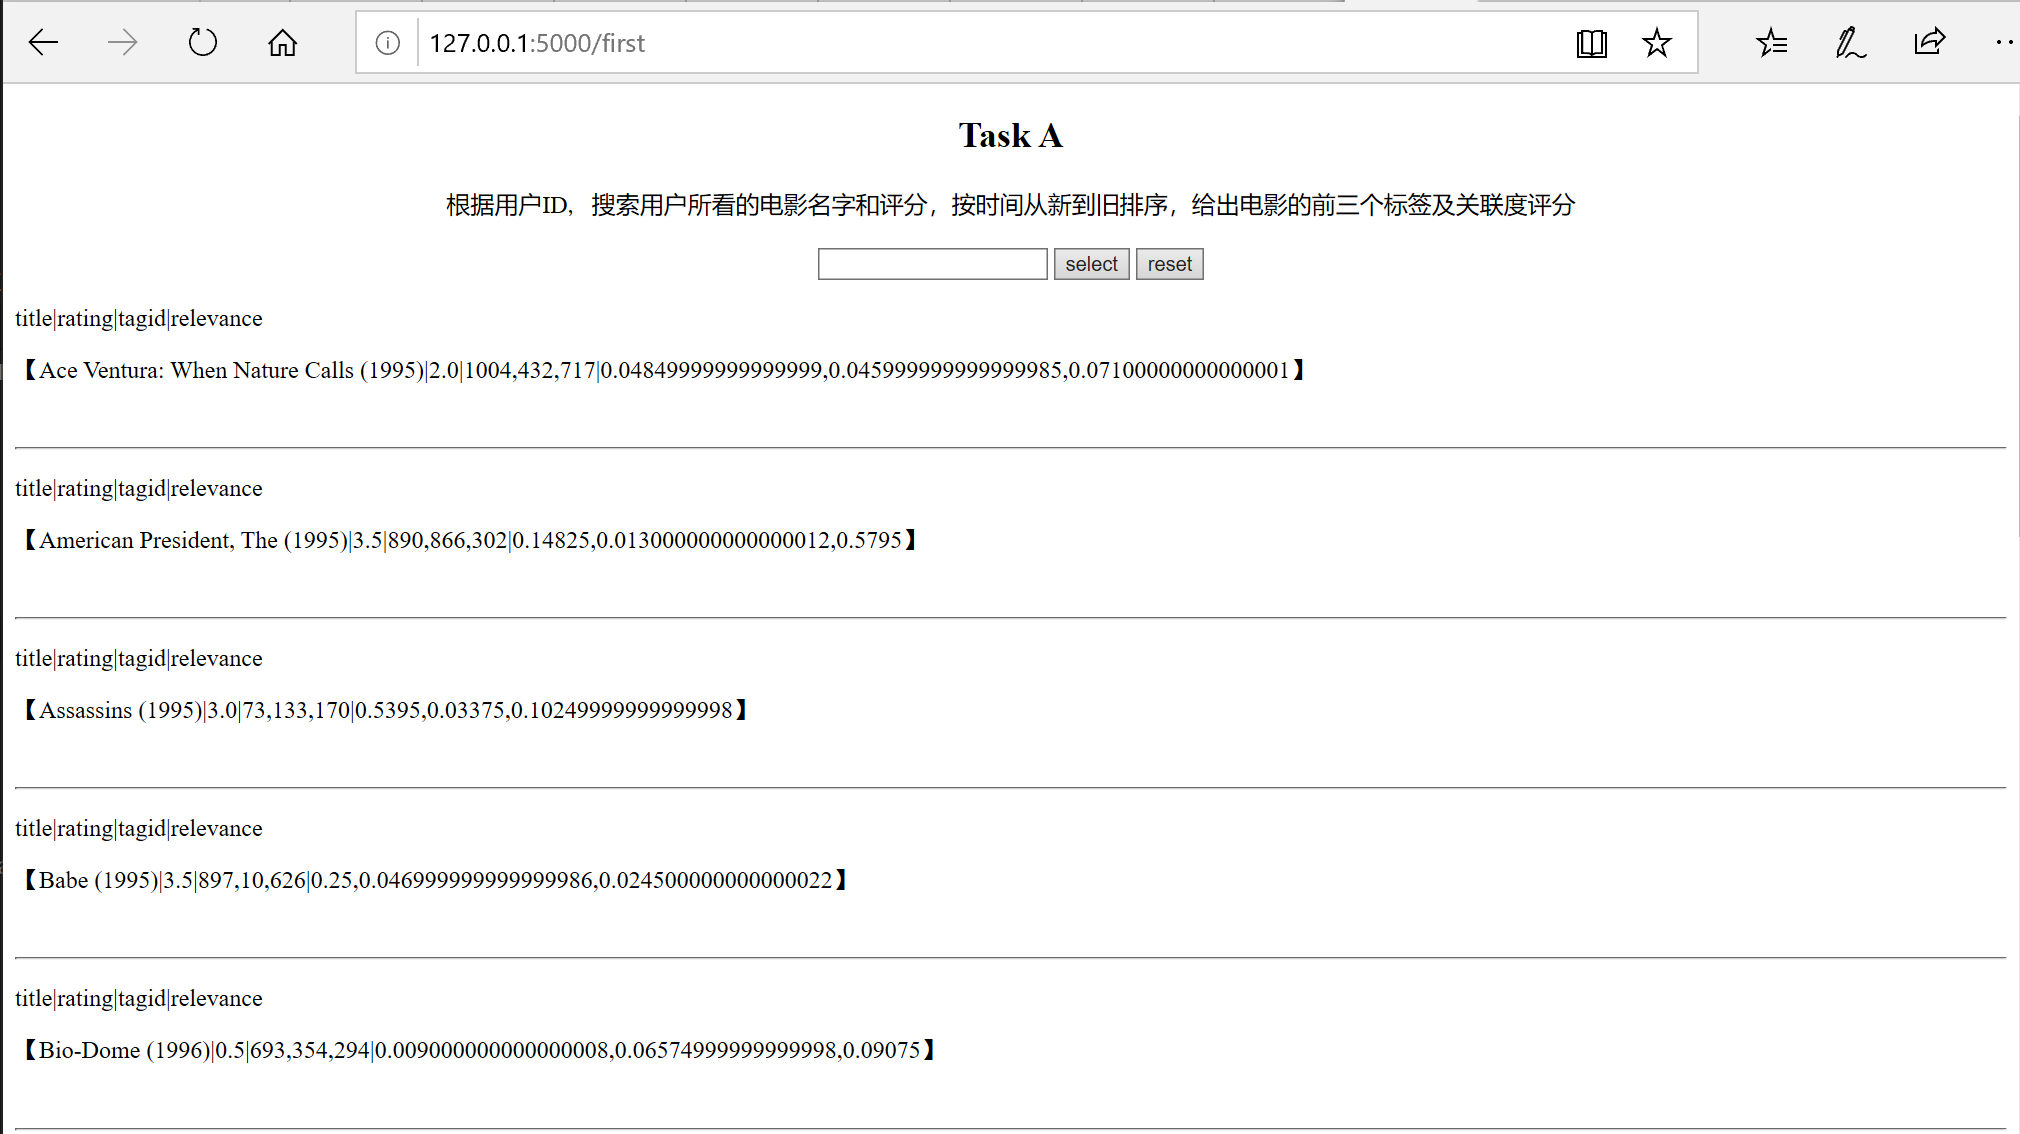 127.0.0.1:5000/first
Task A
根据用户ID，搜索用户所看的电影名字和评分，按时间从新到旧排序，给出电影的前三个标签及关联度评分
select reset
title|rating|tagid|relevance
【Ace Ventura: When Nature Calls (1995)|2.0|1004,432,717|0.04849999999999999,0.045999999999999985,0.07100000000000001】
title|rating|tagid|relevance
【American President, The (1995)|3.5|890,866,302|0.14825,0.013000000000000012,0.5795】
title|rating|tagid|relevance
【Assassins (1995)|3.0|73,133,170|0.5395,0.03375,0.10249999999999998】
title|rating|tagid|relevance
【Babe (1995)|3.5|897,10,626|0.25,0.046999999999999986,0.024500000000000022】
title|rating|tagid|relevance
【Bio-Dome (1996)|0.5|693,354,294|0.009000000000000008,0.06574999999999998,0.09075】